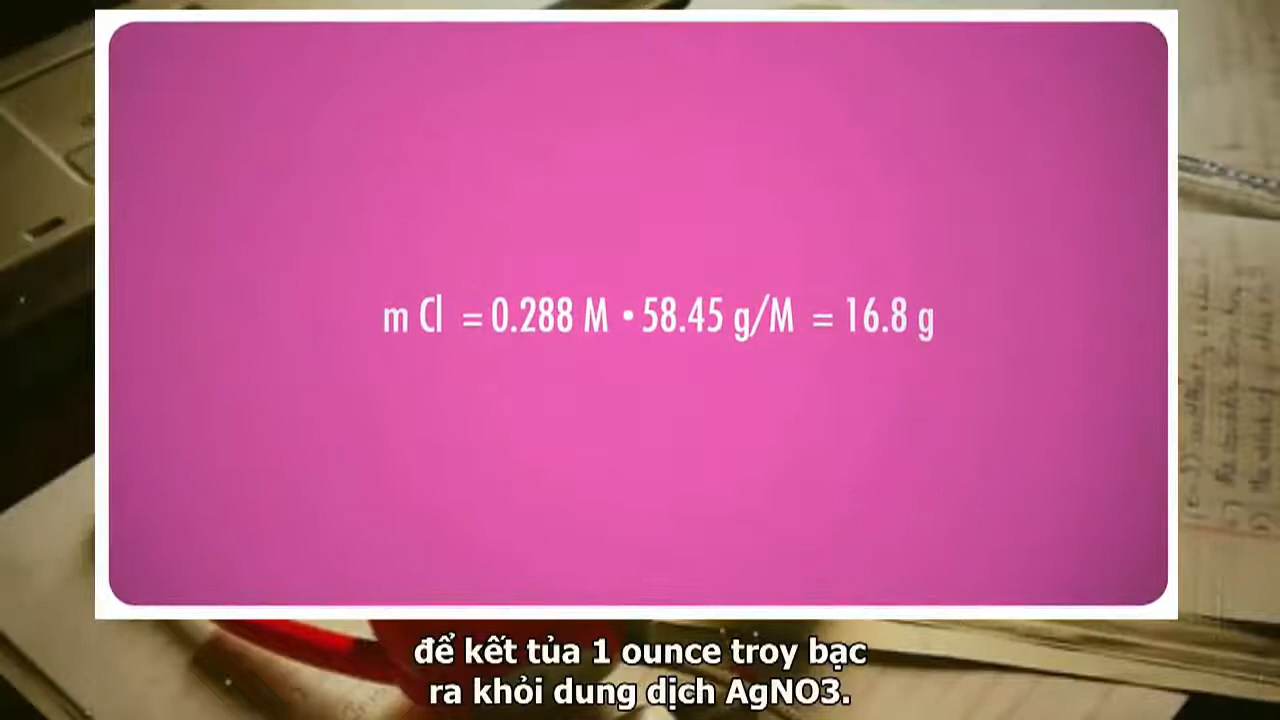 m Cl = 0.288 M • 58.45 g/M = 16.8 g
để kết tủa 1 ounce troy bạc
ra khỏi dung dịch AgNO3.